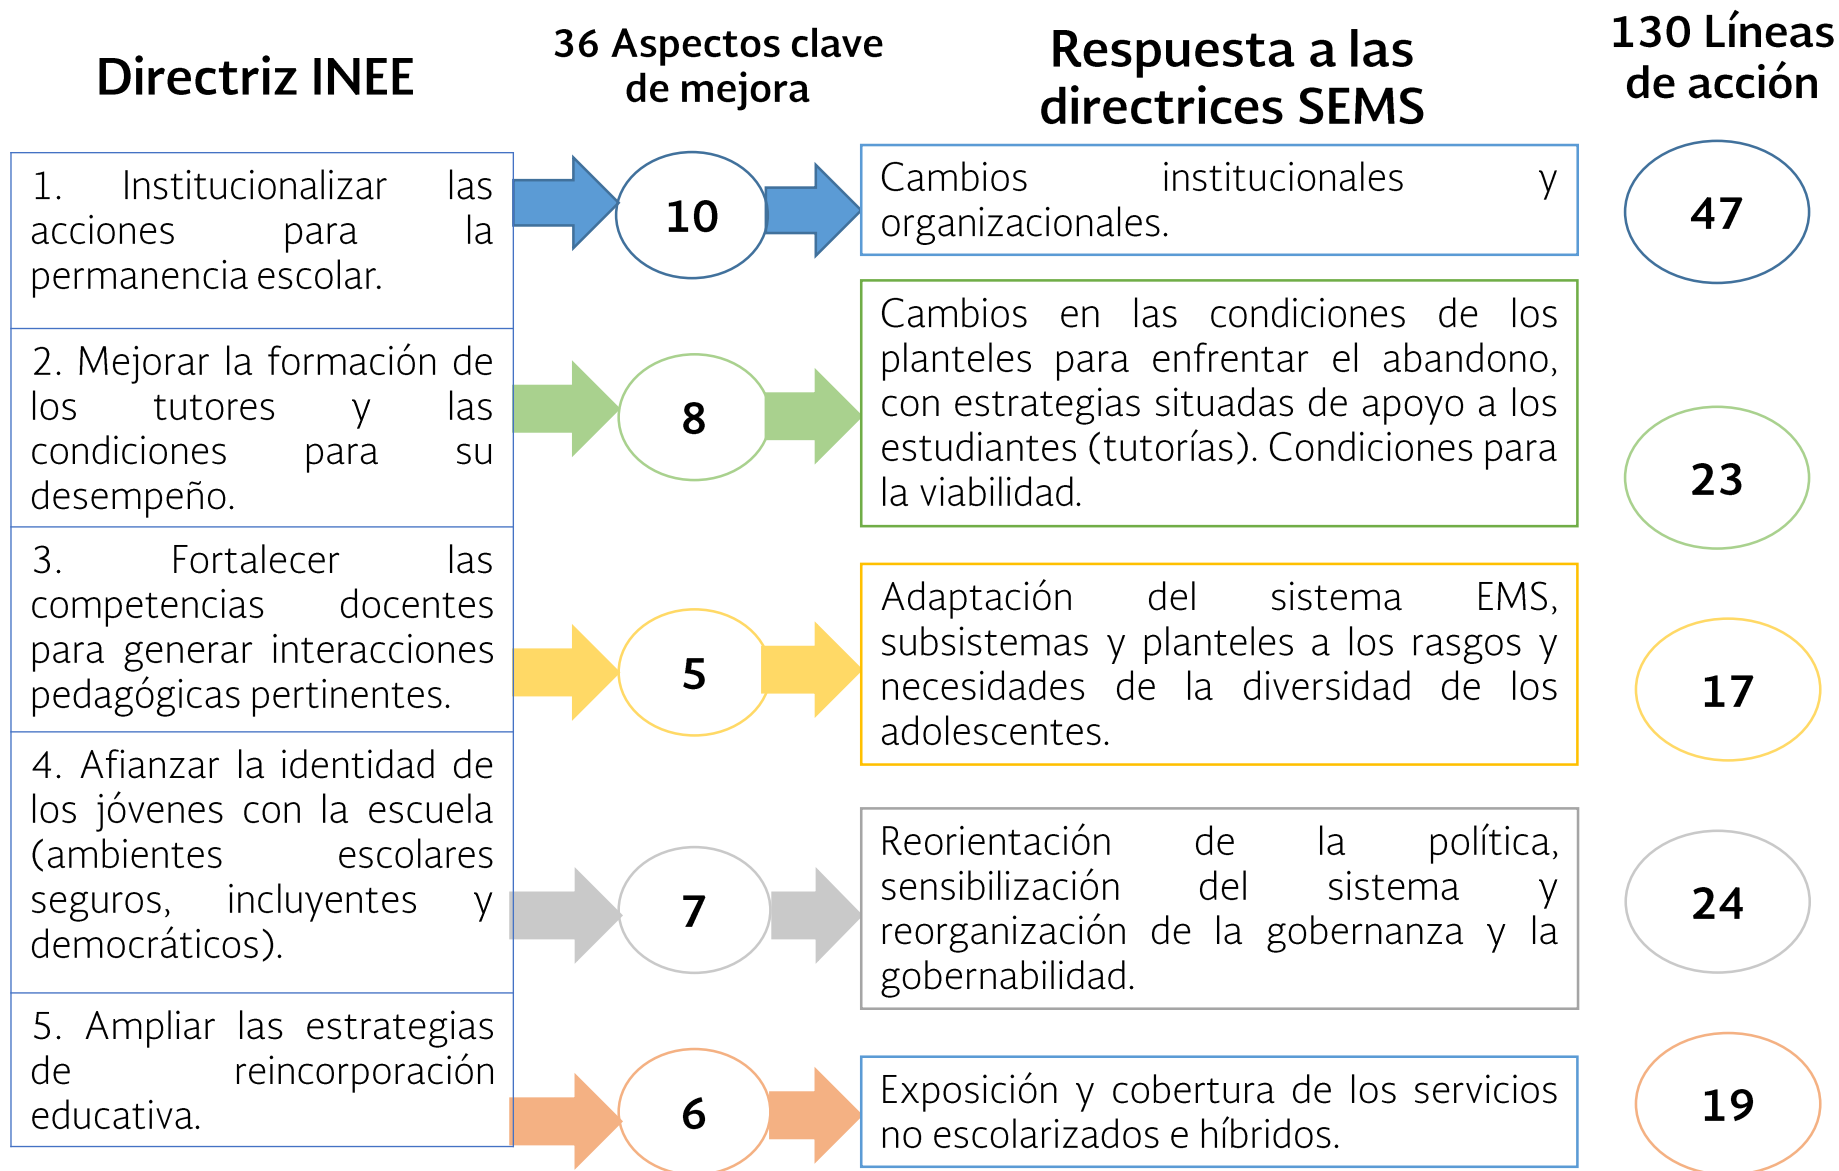 Directriz INEE
36 Aspectos clave
de mejora
Respuesta a las
directrices SEMS
130 Líneas
de acción
1. Institucionalizar las
acciones para la
permanencia escolar.
10
Cambios institucionales y
organizacionales.
47
2. Mejorar la formación de
los tutores y las
condiciones para su
desempeño.
8
Cambios en las condiciones de los
planteles para enfrentar el abandono,
con estrategias situadas de apoyo a los
estudiantes (tutorías). Condiciones para
la viabilidad.
23
3. Fortalecer las
competencias docentes
para generar interacciones
pedagógicas pertinentes.
5
Adaptación del sistema EMS,
subsistemas y planteles a los rasgos y
necesidades de la diversidad de los
adolescentes.
17
4. Afianzar la identidad de
los jóvenes con la escuela
(ambientes escolares
seguros, incluyentes y
democráticos).
7
Reorientación de la política,
sensibilización del sistema y
reorganización de la gobernanza y la
gobernabilidad.
24
5. Ampliar las estrategias
de reincorporación
educativa.
6
Exposición y cobertura de los servicios
no escolarizados e híbridos.
19